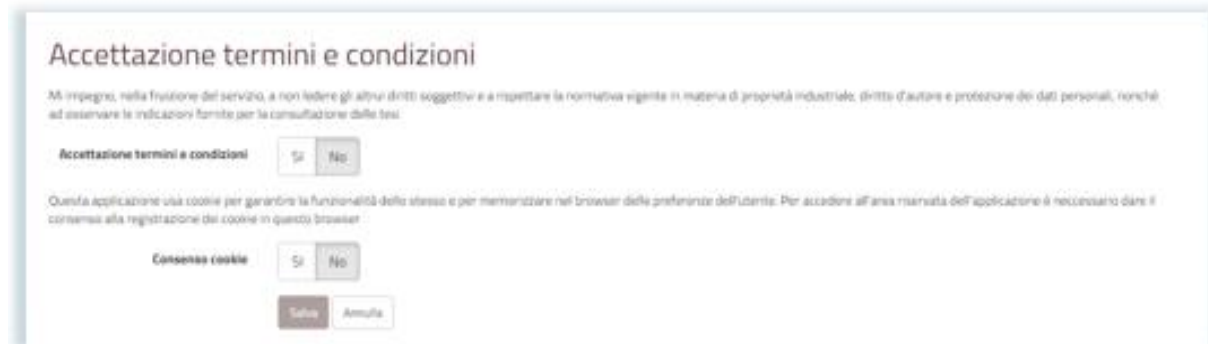 Accettazione termini e condizioni
Mi impegno, nella fruizione del servizio, a non ledere gli altrui diritti soggettivi e a rispettare la normativa vigente in materia di proprietà industriale, diritto d'autore e protezione dei dati personali, nonché
ad osservare le indicazioni fornite per la consultazione delle tesi
Accettazione termini e condizioni Si No
Questa applicazione usa cookie per garantire la funzionalità dello stesso e per memorizzare nel browser delle preferenze dell'utente. Per accedere all'area riservata dell'applicazione è neccessario dare il
consenso alla registrazione dei cookie in questo browser
Consenso cookie Si No
Salva Annulla